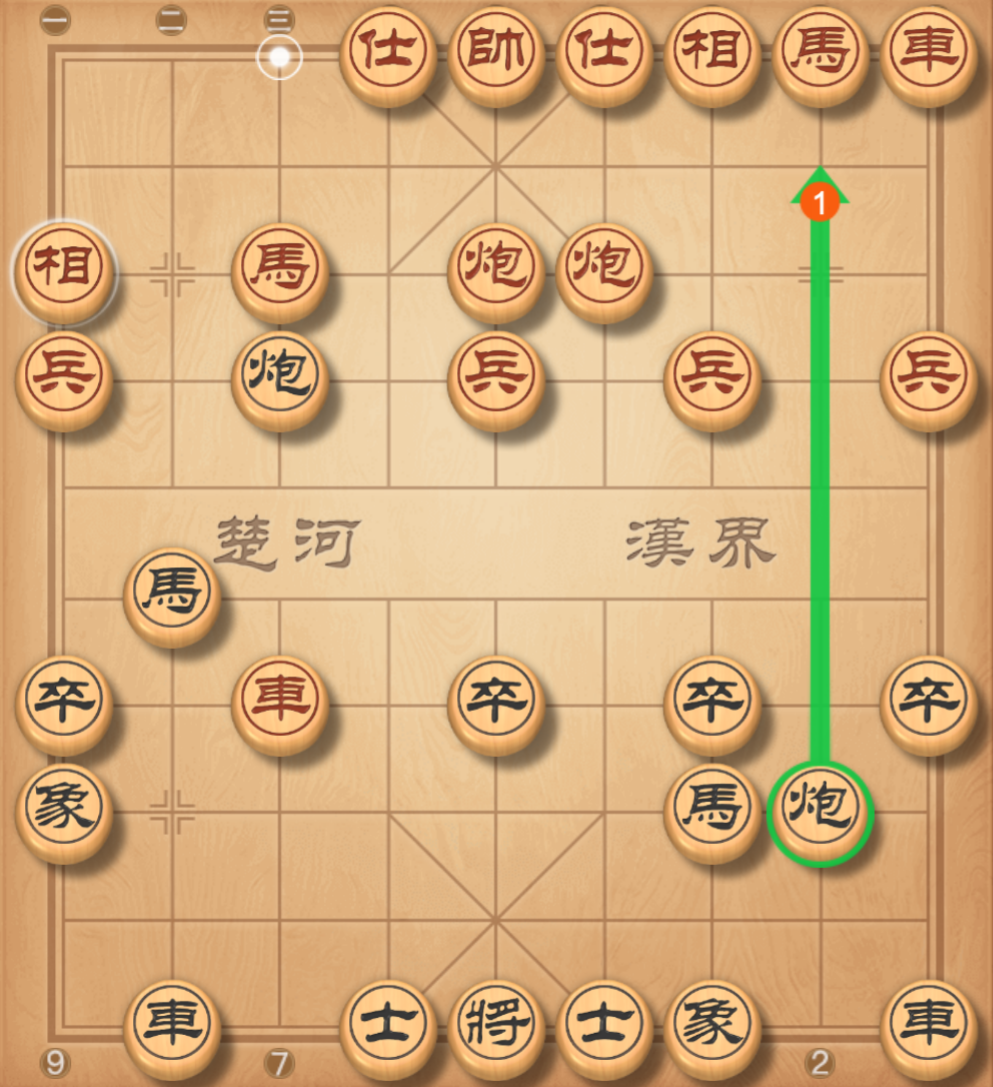 一 二 三
仕 帥 仕 相 馬 車
相 馬 炮 炮
兵 炮 兵 兵 兵
楚河 漢界
馬
卒 車 卒 卒 卒
象 馬 炮
車 士 將 士 象 車
9 7 2
1